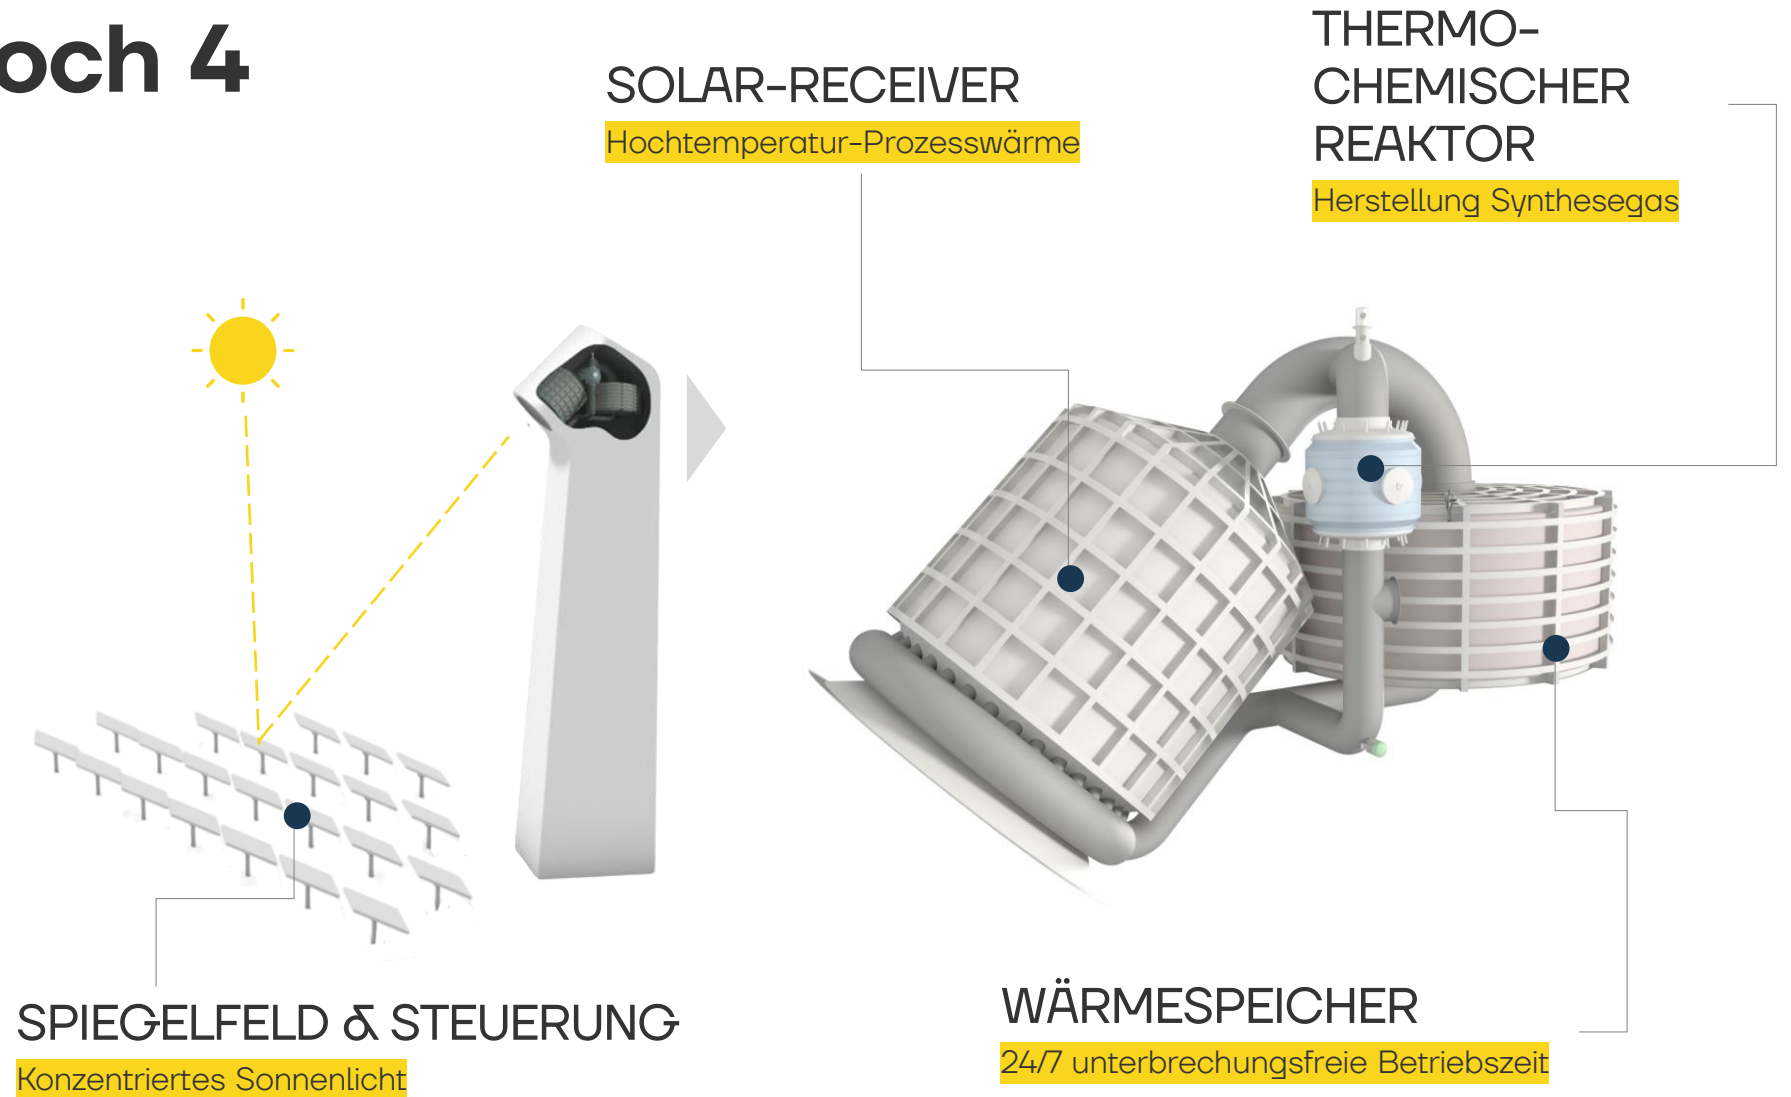 och 4
SOLAR-RECEIVER
Hochtemperatur-Prozesswärme
THERMO-
CHEMISCHER
REAKTOR
Herstellung Synthesegas
SPIEGELFELD & STEUERUNG
Konzentriertes Sonnenlicht
WÄRMESPEICHER
24/7 unterbrechungsfreie Betriebszeit